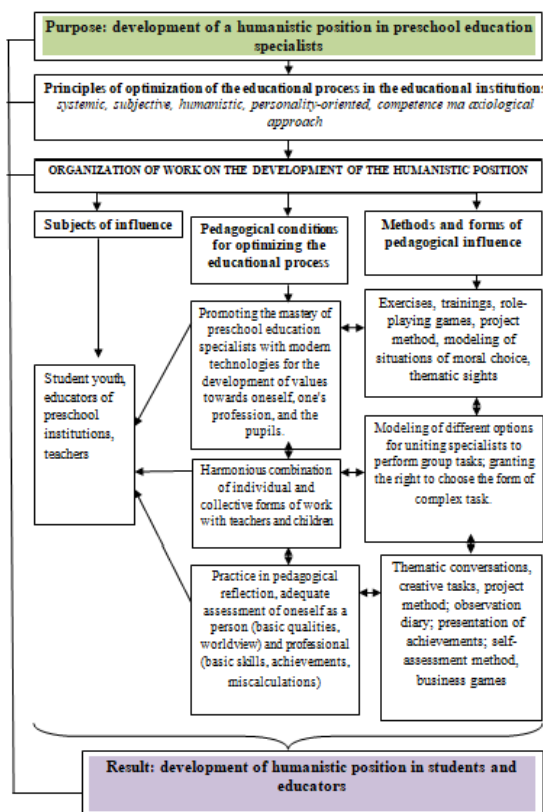 Purpose: development of a humanistic position in preschool education
specialists
Principles of optimization of the educational process in the educational institutions:
systemic, subjective, humanistic, personality-oriented, competence ma axiological
approach
ORGANIZATION OF WORK ON THE DEVELOPMENT OF THE HUMANISTIC POSITION
Subjects of influence
Student youth,
educators of
preschool
institutions,
teachers
Pedagogical conditions
for optimizing the
educational process
Promoting the mastery of
preschool education
specialists with modern
technologies for the
development of values
towards oneself, one's
profession, and the
pupils.
Harmonious combination
of individual and
collective forms of work
with teachers and children
Practice in pedagogical
reflection, adequate
assessment of oneself as a
person (basic qualities,
worldview) and professional
(basic skills, achievements,
miscalculations)
Methods and forms of
pedagogical influence
Exercises, trainings, role-
playing games, project
method, modeling of
situations of moral choice,
thematic sights
Modeling of different options
for uniting specialists to
perform group tasks; granting
the right to choose the form of
complex task.
Thematic conversations,
creative tasks, project
method; observation
diary; presentation of
achievements; self-
assessment method,
business games
Result: development of humanistic position in students and
educators